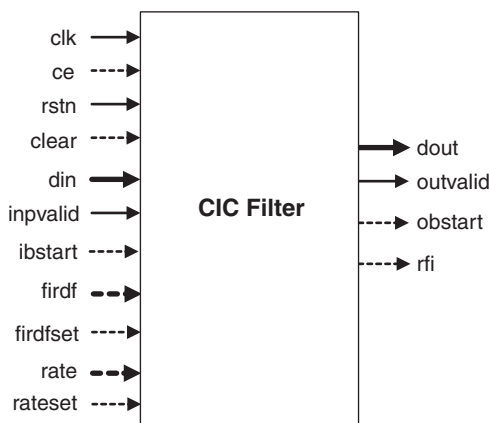 clk
ce
rstn
clear
din
inpvalid
ibstart
firdf
firdfset
rate
rateset
CIC Filter
dout
outvalid
obstart
rfi